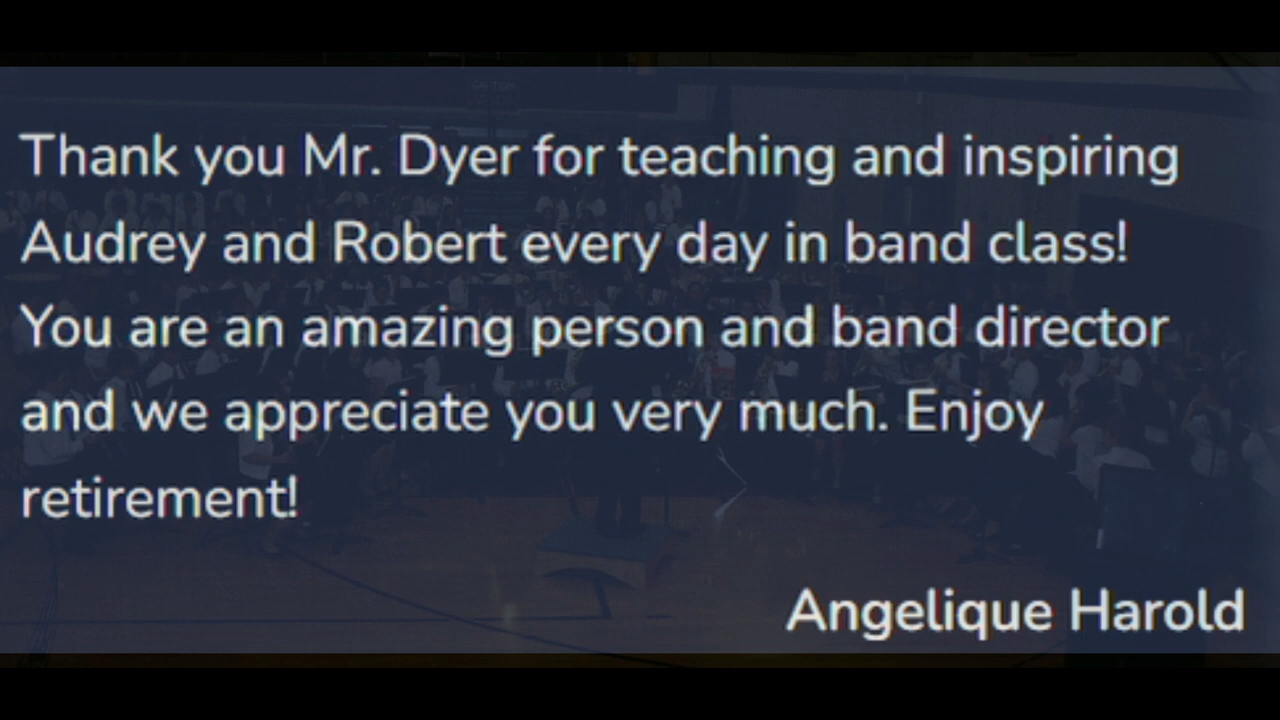 Thank you Mr. Dyer for teaching and inspiring
Audrey and Robert every day in band class!
You are an amazing person and band director
and we appreciate you very much. Enjoy
retirement!
Angelique Harold